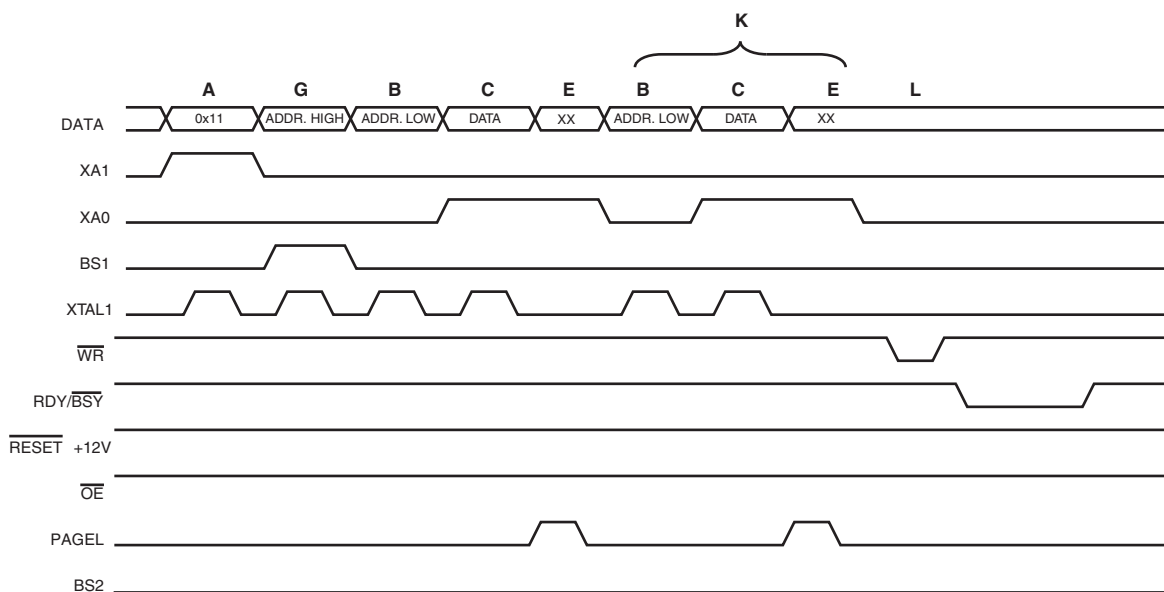 K
A G B C E B C E L
DATA 0x11 ADDR. HIGH ADDR. LOW DATA XX ADDR. LOW DATA XX
XA1
XA0
BS1
XTAL1
WR
RDY/BSY
RESET +12V
OE
PAGEL
BS2